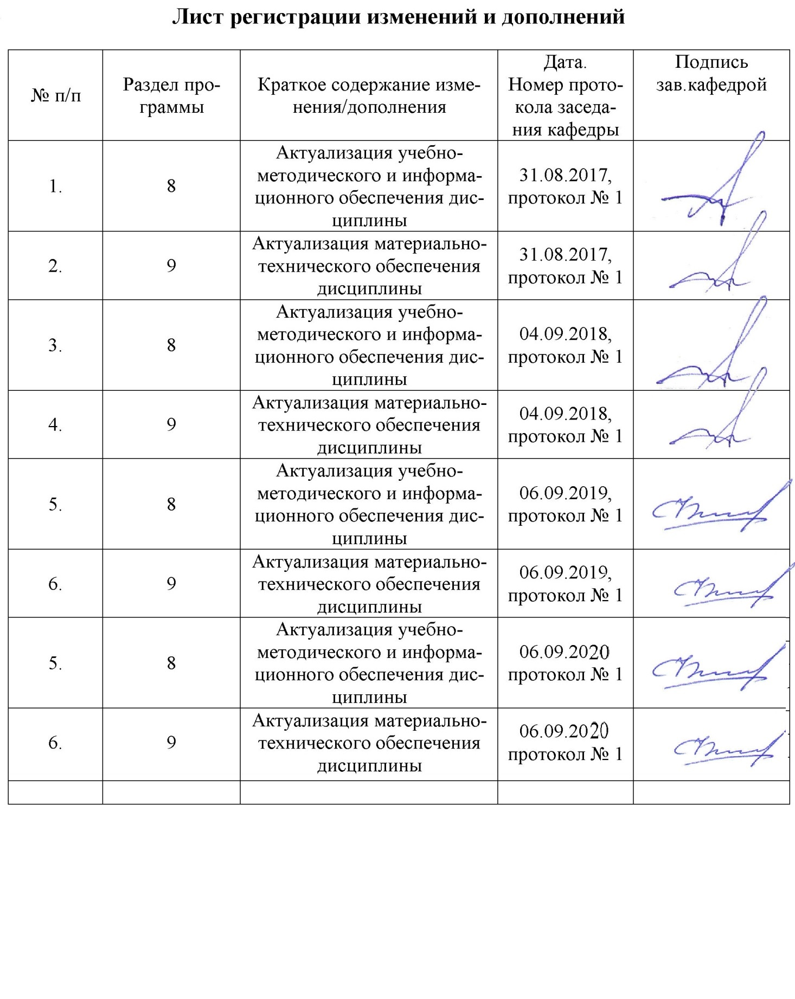 Лист регистрации изменений и дополнений
№ п/п
Раздел про-
граммы
Краткое содержание изме-
нения/дополнения
Дата.
Номер прото-
кола заседа-
ния кафедры
Подпись
зав.кафедрой
1.
8
Актуализация учебно-
методического и информа-
ционного обеспечения дис-
циплины
31.08.2017,
протокол № 1
2.
9
Актуализация материально-
технического обеспечения
дисциплины
31.08.2017,
протокол № 1
3.
8
Актуализация учебно-
методического и информа-
ционного обеспечения дис-
циплины
04.09.2018,
протокол № 1
4.
9
Актуализация материально-
технического обеспечения
дисциплины
04.09.2018,
протокол № 1
5.
8
Актуализация учебно-
методического и информа-
ционного обеспечения дис-
циплины
06.09.2019,
протокол № 1
6.
9
Актуализация материально-
технического обеспечения
дисциплины
06.09.2019,
протокол № 1
5.
8
Актуализация учебно-
методического и информа-
ционного обеспечения дис-
циплины
06.09.2020
протокол № 1
6.
9
Актуализация материально-
технического обеспечения
дисциплины
06.09.2020
протокол № 1